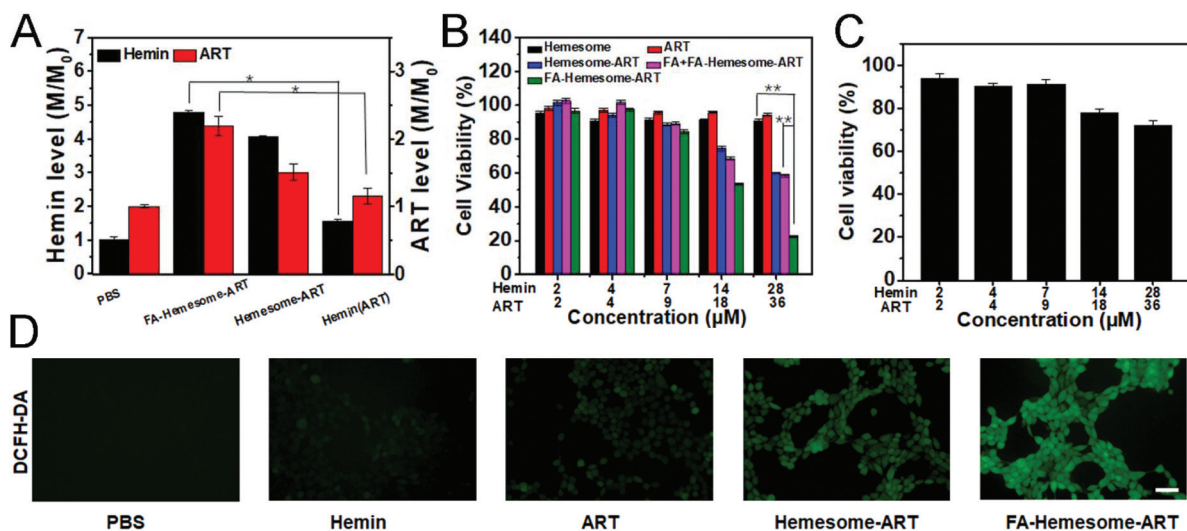 A
Hemin level (M/M0)
7
6
5
4
3
2
1
0
Hemin ART
*
*
ART level (M/M0)
3
2
1
0
PBS
FA-Hemesome-ART
Hemesome-ART
Hemin(ART)
B
Cell Viability (%)
140
120
100
80
60
40
20
0
Hemesome ART
Hemesome-ART FA+FA-Hemesome-ART
FA-Hemesome-ART
**
**
Hemin 2 4 7 14 28
ART 2 4 9 18 36
Concentration (µM)
C
Cell viability (%)
100
80
60
40
20
0
Hemin 2 4 7 14 28
ART 2 4 9 18 36
Concentration (µM)
D
DCFH-DA
PBS Hemin ART Hemesome-ART FA-Hemesome-ART